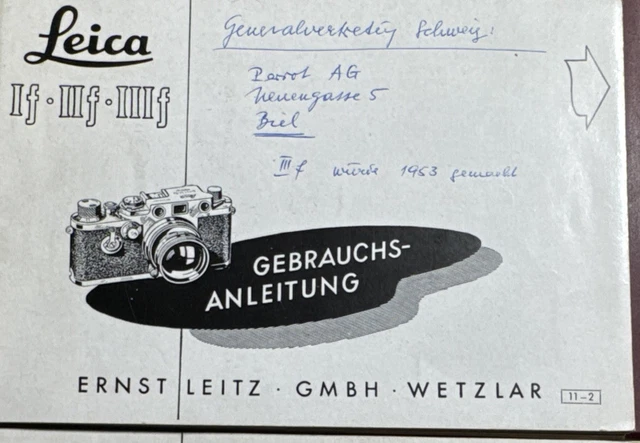 Leica
If · IIf · IIIf
Generalvertretung Schweiz:
Perrot AG
Neuengasse 5
Biel
IIIf wurde 1953 gemacht
GEBRAUCHS-
ANLEITUNG
ERNST LEITZ · GMBH · WETZLAR
11-2